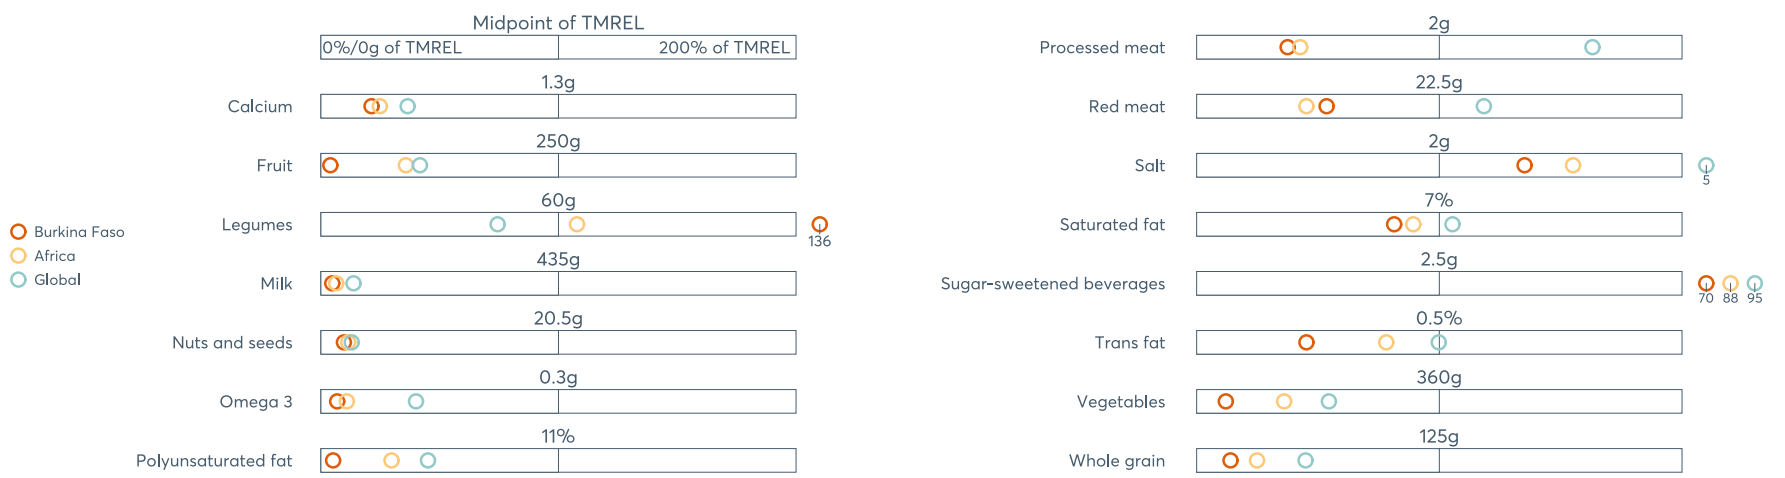 Midpoint of TMREL
0%/0g of TMREL 200% of TMREL
1.3g
Calcium
250g
Fruit
60g
Legumes
136
435g
Milk
20.5g
Nuts and seeds
0.3g
Omega 3
11%
Polyunsaturated fat
Burkina Faso
Africa
Global
2g
Processed meat
22.5g
Red meat
2g
Salt
5
7%
Saturated fat
2.5g
Sugar-sweetened beverages
70 88 95
0.5%
Trans fat
360g
Vegetables
125g
Whole grain